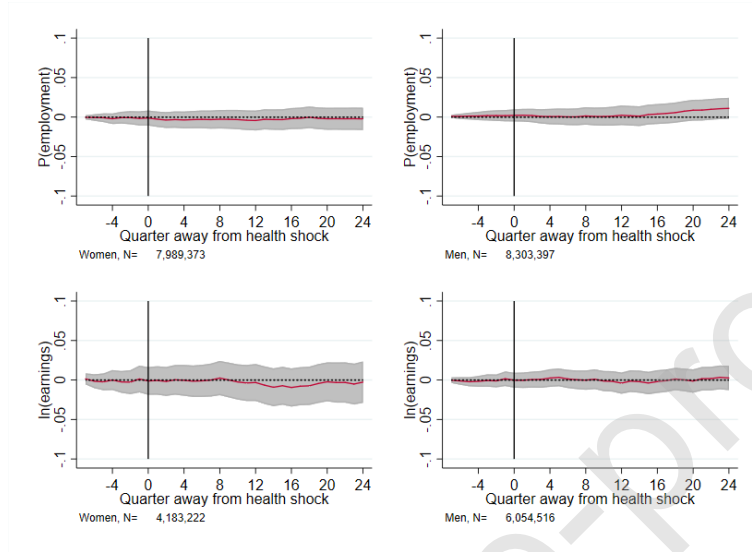 .1
.05
0
-.05
-.1
P(employment)
-4 0 4 8 12 16 20 24
Quarter away from health shock
Women, N= 7,989,373
.1
.05
0
-.05
-.1
P(employment)
-4 0 4 8 12 16 20 24
Quarter away from health shock
Men, N= 8,303,397
.1
.05
0
-.05
-.1
ln(earnings)
-4 0 4 8 12 16 20 24
Quarter away from health shock
Women, N= 4,183,222
.1
.05
0
-.05
-.1
ln(earnings)
-4 0 4 8 12 16 20 24
Quarter away from health shock
Men, N= 6,054,516
-pro